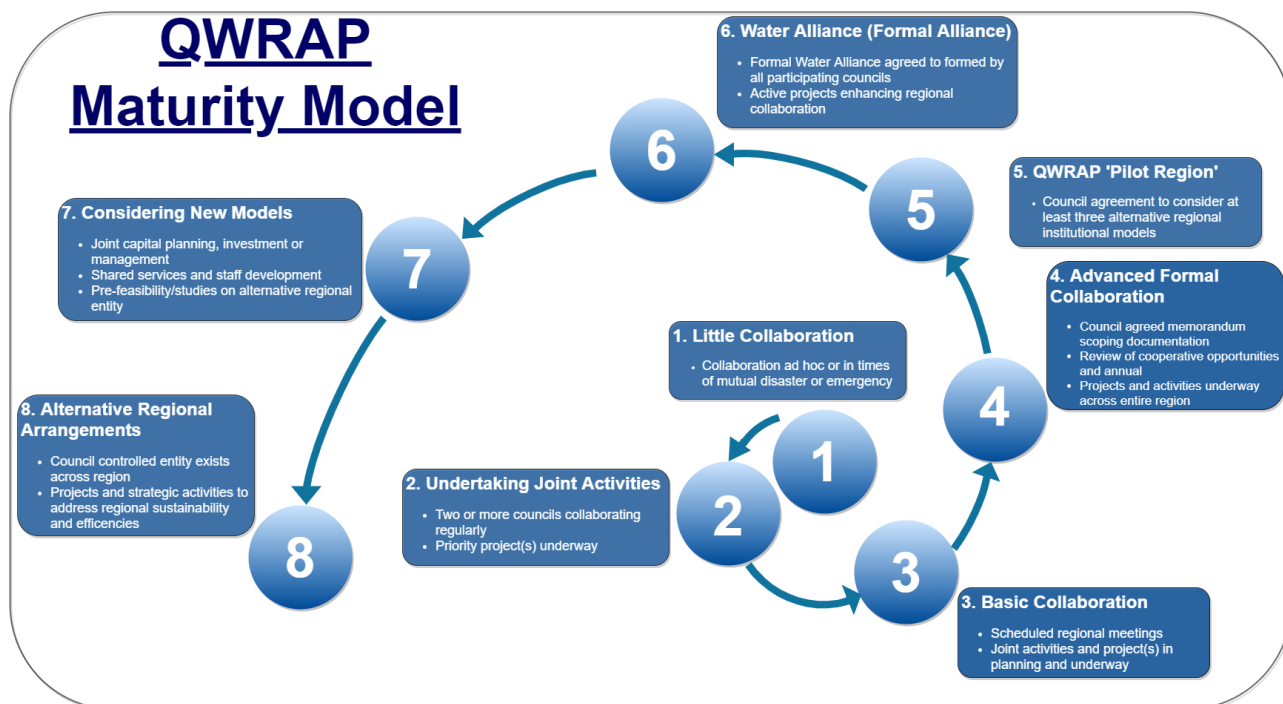 QWRAP
Maturity Model
6. Water Alliance (Formal Alliance)
• Formal Water Alliance agreed to formed by
all participating councils
• Active projects enhancing regional
collaboration
6
5
5. QWRAP 'Pilot Region'
• Council agreement to consider at
least three alternative regional
institutional models
7. Considering New Models
• Joint capital planning, investment or
management
• Shared services and staff development
• Pre-feasibility/studies on alternative regional
entity
7
4. Advanced Formal
Collaboration
• Council agreed memorandum
scoping documentation
• Review of cooperative opportunities
and annual
• Projects and activities underway
across entire region
4
1. Little Collaboration
• Collaboration ad hoc or in times
of mutual disaster or emergency
1
8. Alternative Regional
Arrangements
• Council controlled entity exists
across region
• Projects and strategic activities to
address regional sustainability
and efficencies
8
2. Undertaking Joint Activities
• Two or more councils collaborating
regularly
• Priority project(s) underway
2
3
3. Basic Collaboration
• Scheduled regional meetings
• Joint activities and project(s) in
planning and underway